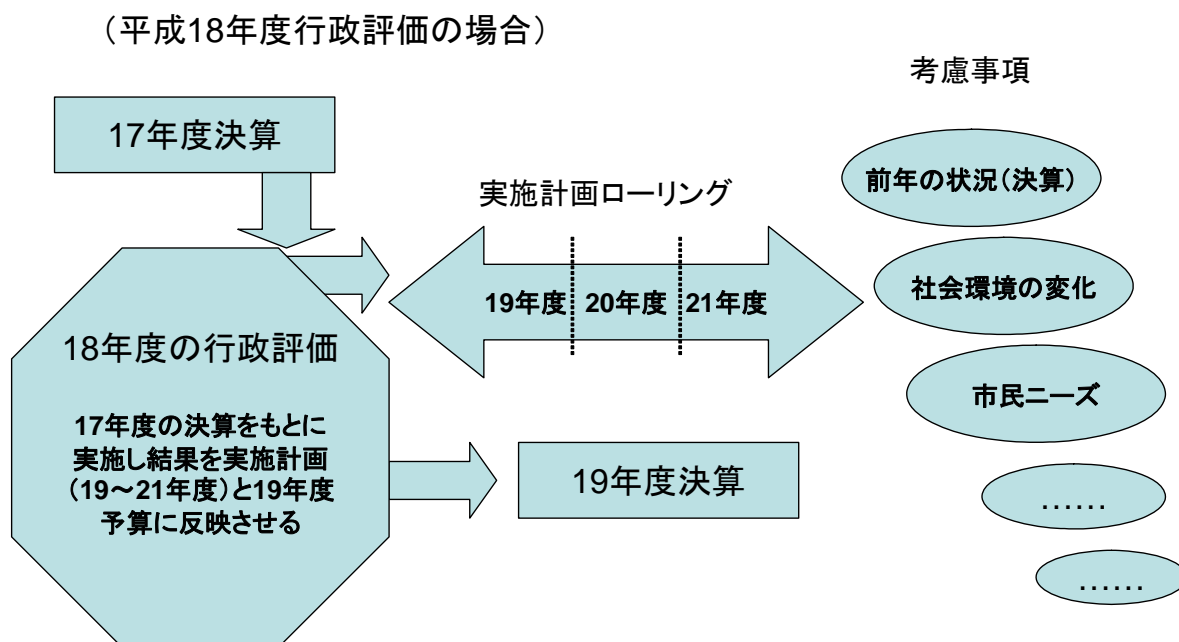 （平成18年度行政評価の場合）
考慮事項
17年度決算
前年の状況（決算）
実施計画ローリング
社会環境の変化
19年度
20年度
21年度
18年度の行政評価
市民ニーズ
17年度の決算をもとに
実施し結果を実施計画
（19～21年度）と19年度
予算に反映させる
19年度決算
……
……